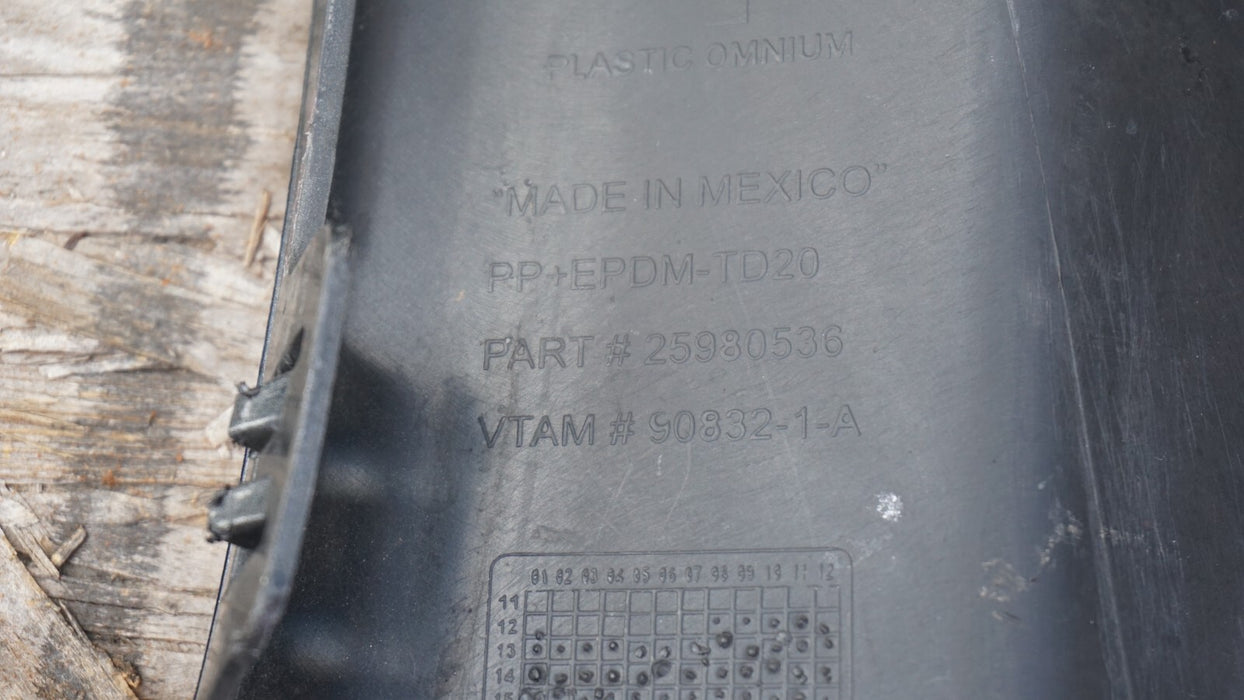 PLASTIC OMNIUM
"MADE IN MEXICO"
PP+EPDM-TD20
PART # 25980536
VTAM # 90832-1-A
01 02 03 04 05 06 07 08 09 10 11 12
11
12
13
14
15